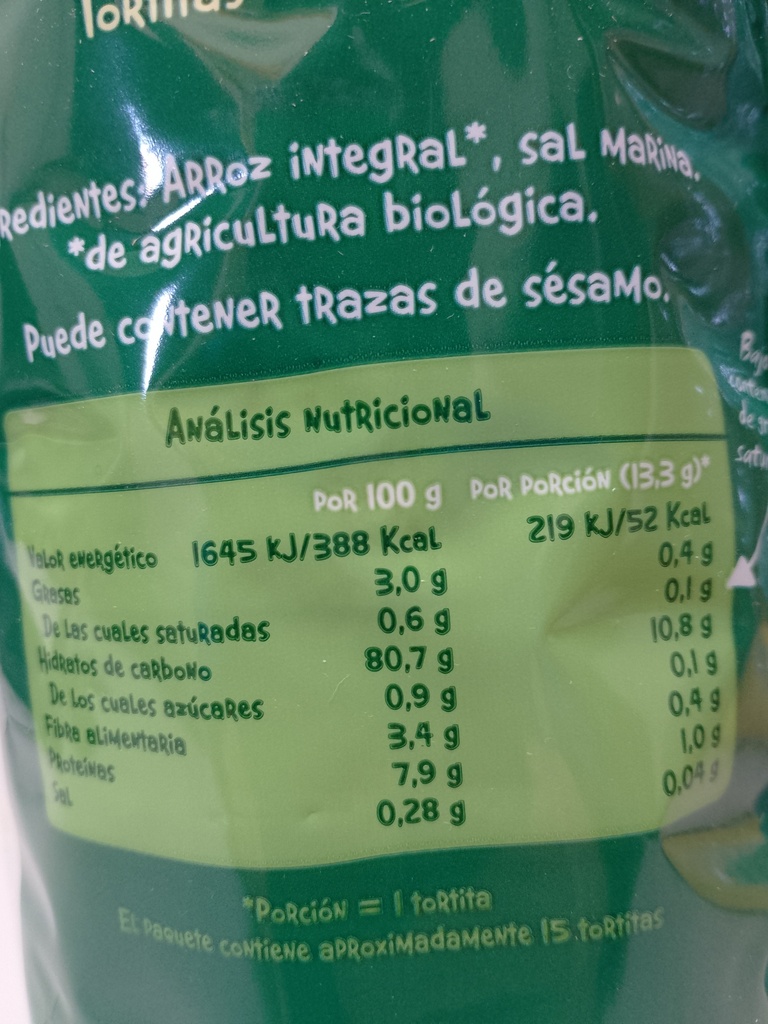 Tortitas
Redientes: Arroz integral*, sal marina.
*de agricultura biológica.
Puede contener trazas de sésamo.
Análisis nutricional
Por 100 g Por porción (13,3 g)*
Valor energético 1645 kJ/388 Kcal 219 kJ/52 Kcal
Grasas 3,0 g 0,4 g
De las cuales saturadas 0,6 g 0,1 g
Hidratos de carbono 80,7 g 10,8 g
De los cuales azúcares 0,9 g 0,1 g
Fibra alimentaria 3,4 g 0,4 g
Proteínas 7,9 g 1,0 g
Sal 0,28 g 0,04 g
*Porción = 1 tortita
El paquete contiene aproximadamente 15 tortitas